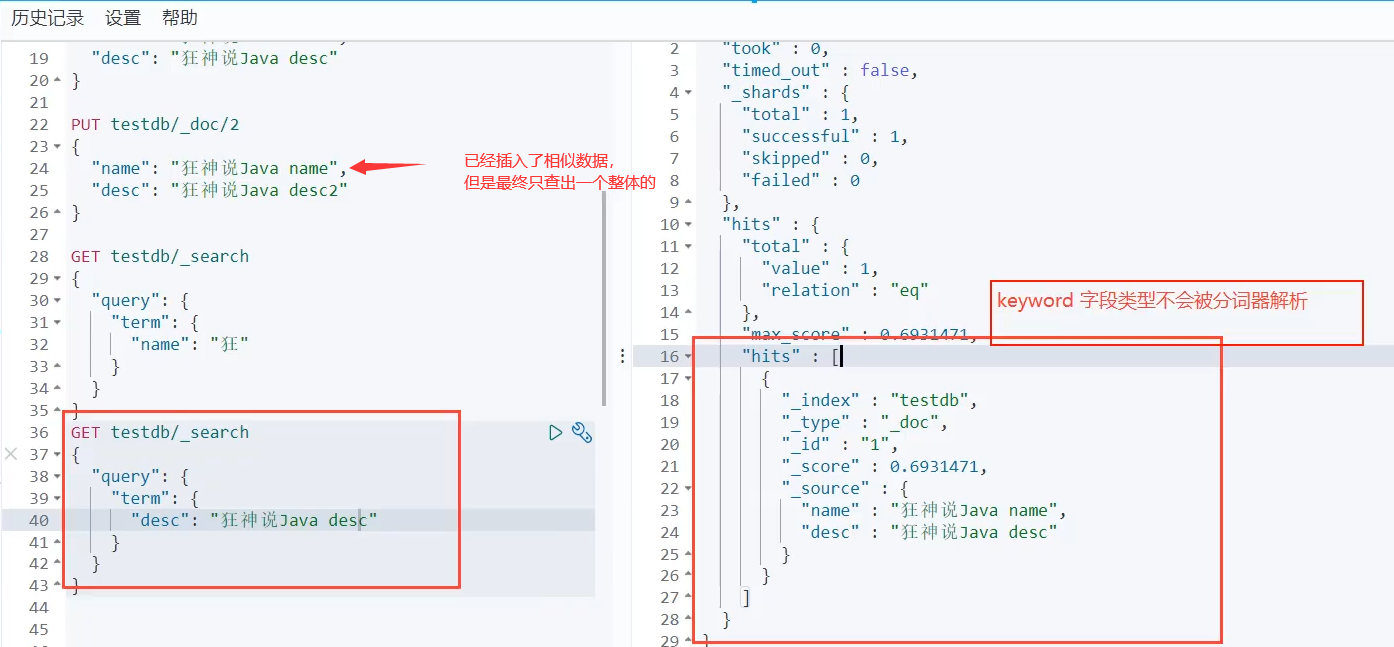 历史记录 设置 帮助
19 "desc": "狂神说Java desc"
20 }
21
22 PUT testdb/_doc/2
23 {
24 "name": "狂神说Java name",
25 "desc": "狂神说Java desc2"
26 }
27
28 GET testdb/_search
29 {
30 "query": {
31 "term": {
32 "name": "狂"
33 }
34 }
35 }
36 GET testdb/_search
37 {
38 "query": {
39 "term": {
40 "desc": "狂神说Java desc"
41 }
42 }
43 }
44
45
已经插入了相似数据，
但是最终只查出一个整体的
2 "took" : 0,
3 "timed_out" : false,
4 "_shards" : {
5 "total" : 1,
6 "successful" : 1,
7 "skipped" : 0,
8 "failed" : 0
9 },
10 "hits" : {
11 "total" : {
12 "value" : 1,
13 "relation" : "eq"
14 },
15 "max_score" : 0.6931471,
16 "hits" : [
17 {
18 "_index" : "testdb",
19 "_type" : "_doc",
20 "_id" : "1",
21 "_score" : 0.6931471,
22 "_source" : {
23 "name" : "狂神说Java name",
24 "desc" : "狂神说Java desc"
25 }
26 }
27 ]
28 }
29 }
keyword 字段类型不会被分词器解析